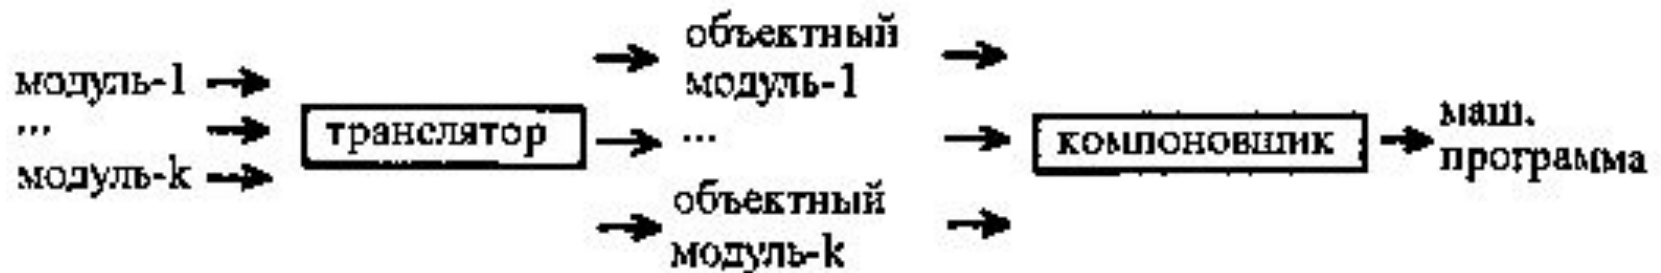 модуль-1
...
модуль-k
транслятор
объектный
модуль-1
...
объектный
модуль-k
компоновщик
маш.
программа